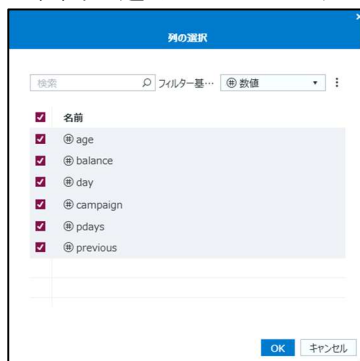 列の選択
検索 フィルター基… 数値
名前
age
balance
day
campaign
pdays
previous
OK キャンセル